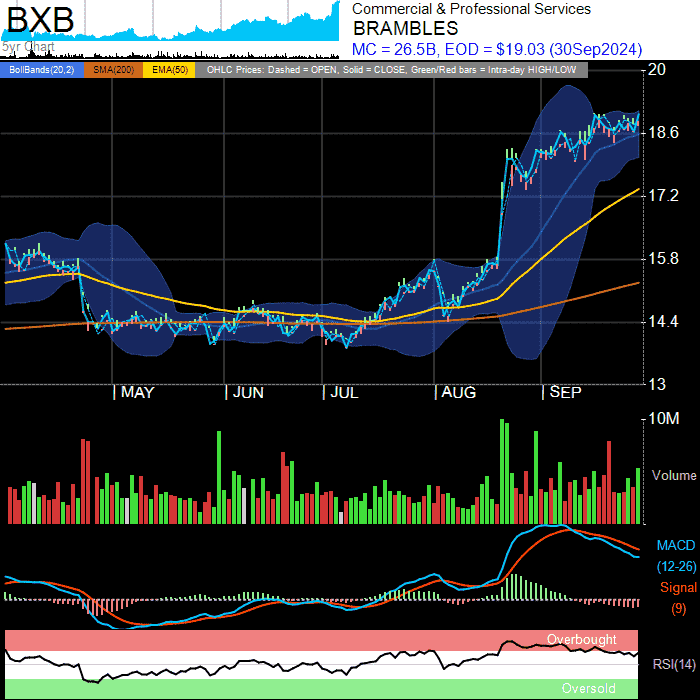 BXB
5yr Chart
Commercial & Professional Services
BRAMBLES
MC = 26.5B, EOD = $19.03 (30Sep2024)
BollBands(20,2) SMA(200) EMA(50) OHLC Prices: Dashed = OPEN, Solid = CLOSE, Green/Red bars = Intra-day HIGH/LOW
20
18.6
17.2
15.8
14.4
13
MAY JUN JUL AUG SEP
10M
Volume
MACD
(12-26)
Signal
(9)
Overbought
RSI(14)
Oversold